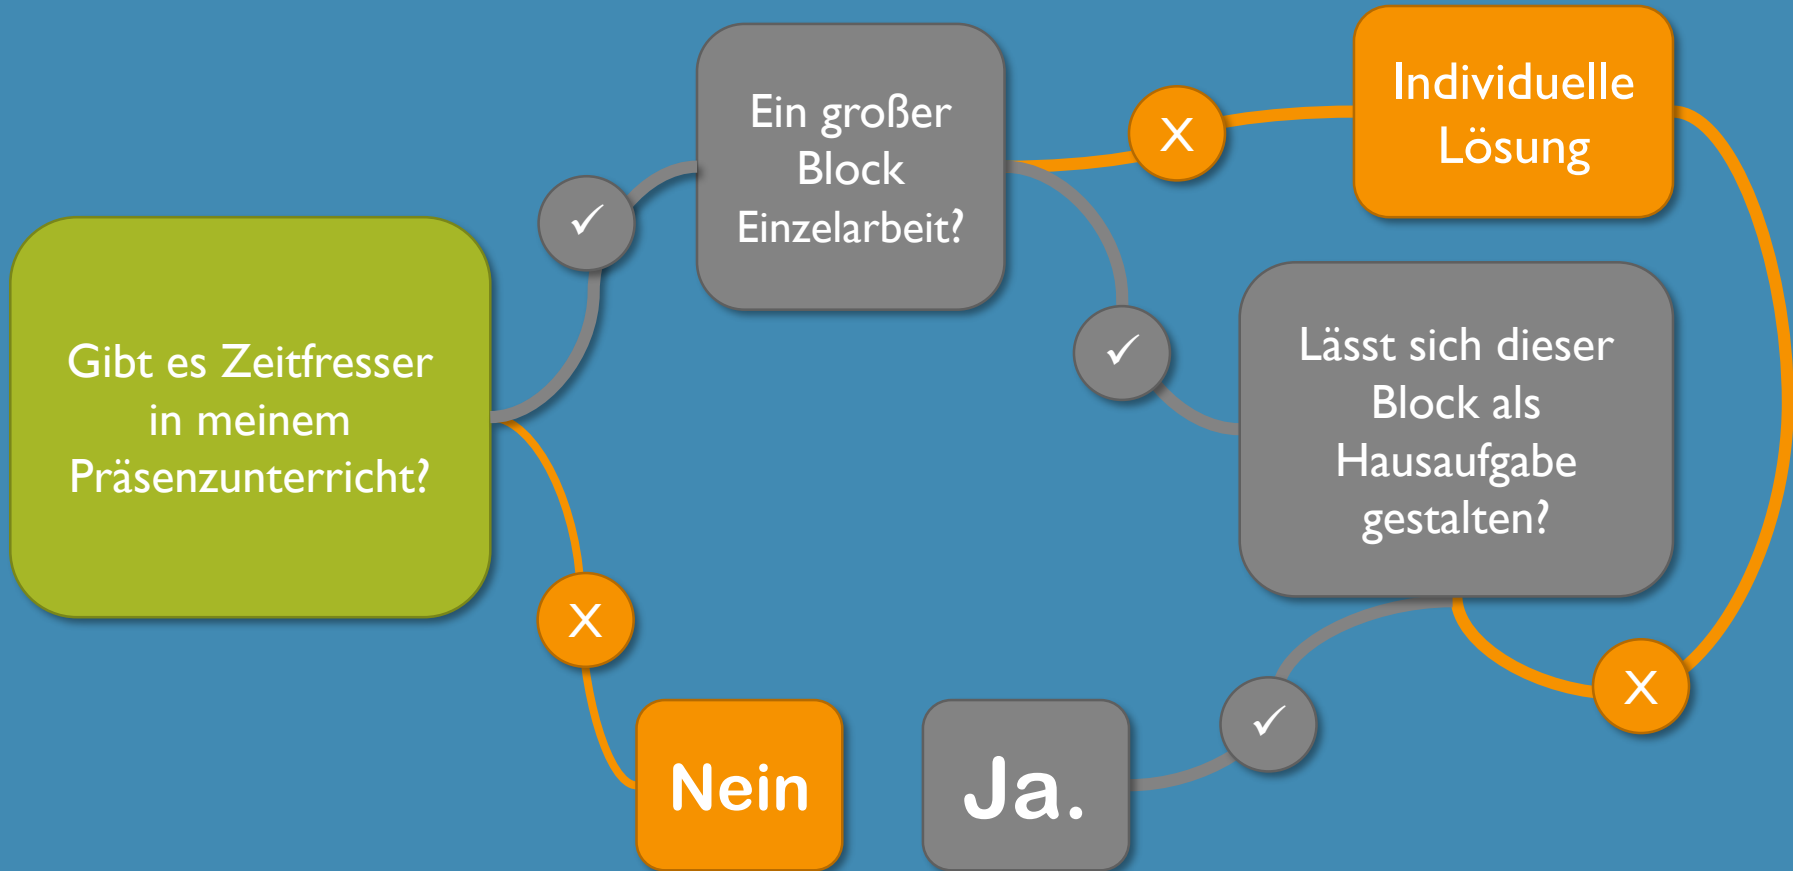 Gibt es Zeitfresser
in meinem
Präsenzunterricht?
✓
X
Ein großer
Block
Einzelarbeit?
X
✓
Individuelle
Lösung
Lässt sich dieser
Block als
Hausaufgabe
gestalten?
X
✓
Nein
Ja.